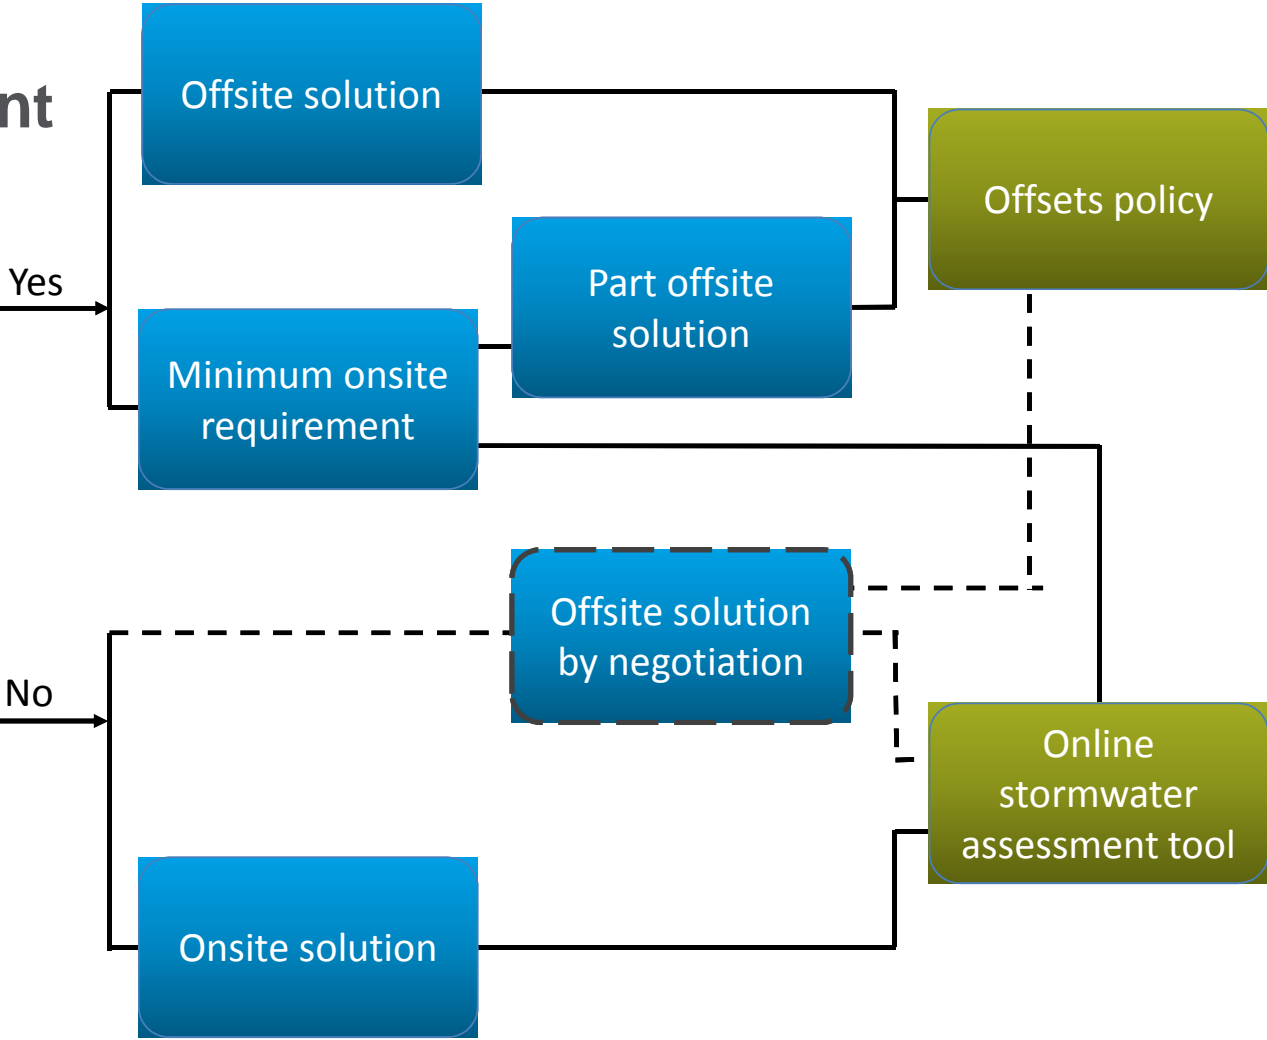 nt
Offsite solution
Offsets policy
Yes
Part offsite
solution
Minimum onsite
requirement
Offsite solution
by negotiation
No
Online
stormwater
assessment tool
Onsite solution